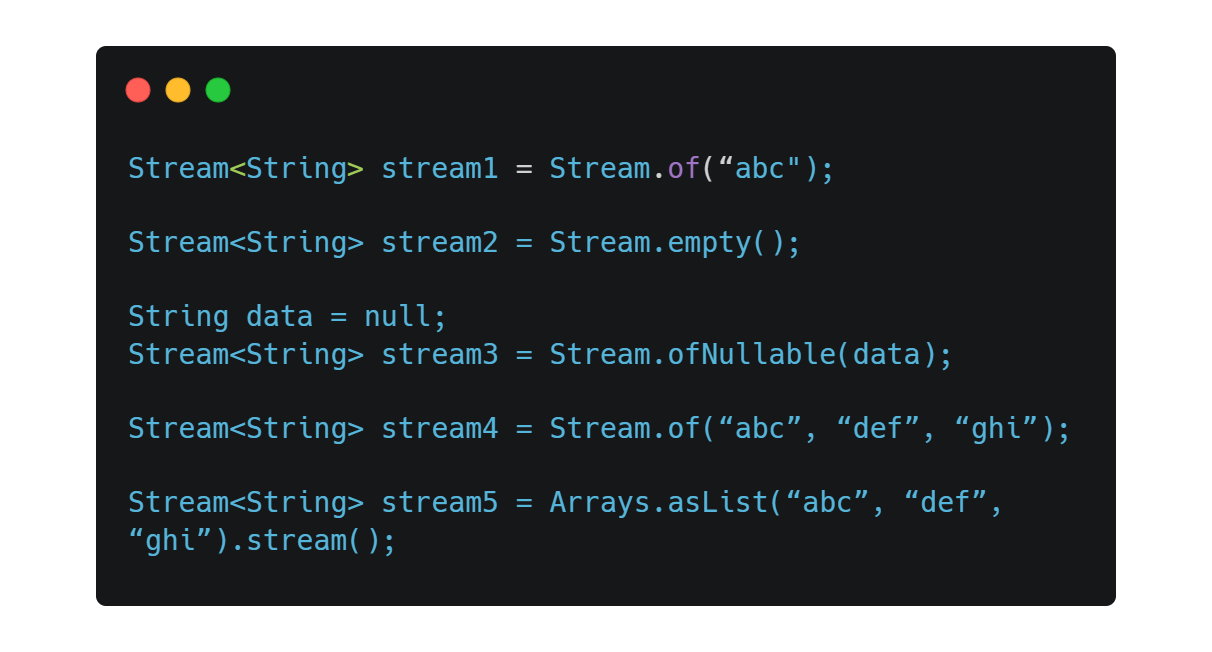 Stream<String> stream1 = Stream.of(“abc");
Stream<String> stream2 = Stream.empty();
String data = null;
Stream<String> stream3 = Stream.ofNullable(data);
Stream<String> stream4 = Stream.of(“abc”, “def”, “ghi”);
Stream<String> stream5 = Arrays.asList(“abc”, “def”,
“ghi”).stream();